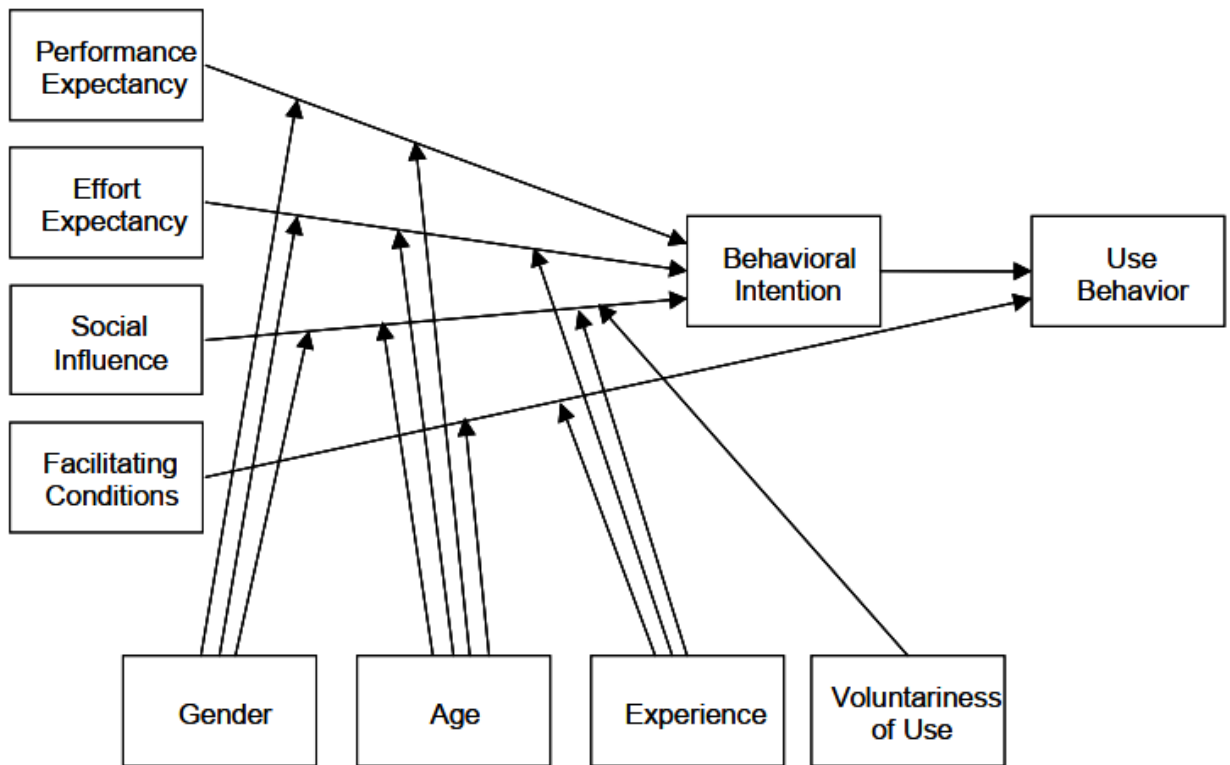 Performance
Expectancy
Effort
Expectancy
Social
Influence
Facilitating
Conditions
Behavioral
Intention
Use
Behavior
Gender
Age
Experience
Voluntariness
of Use